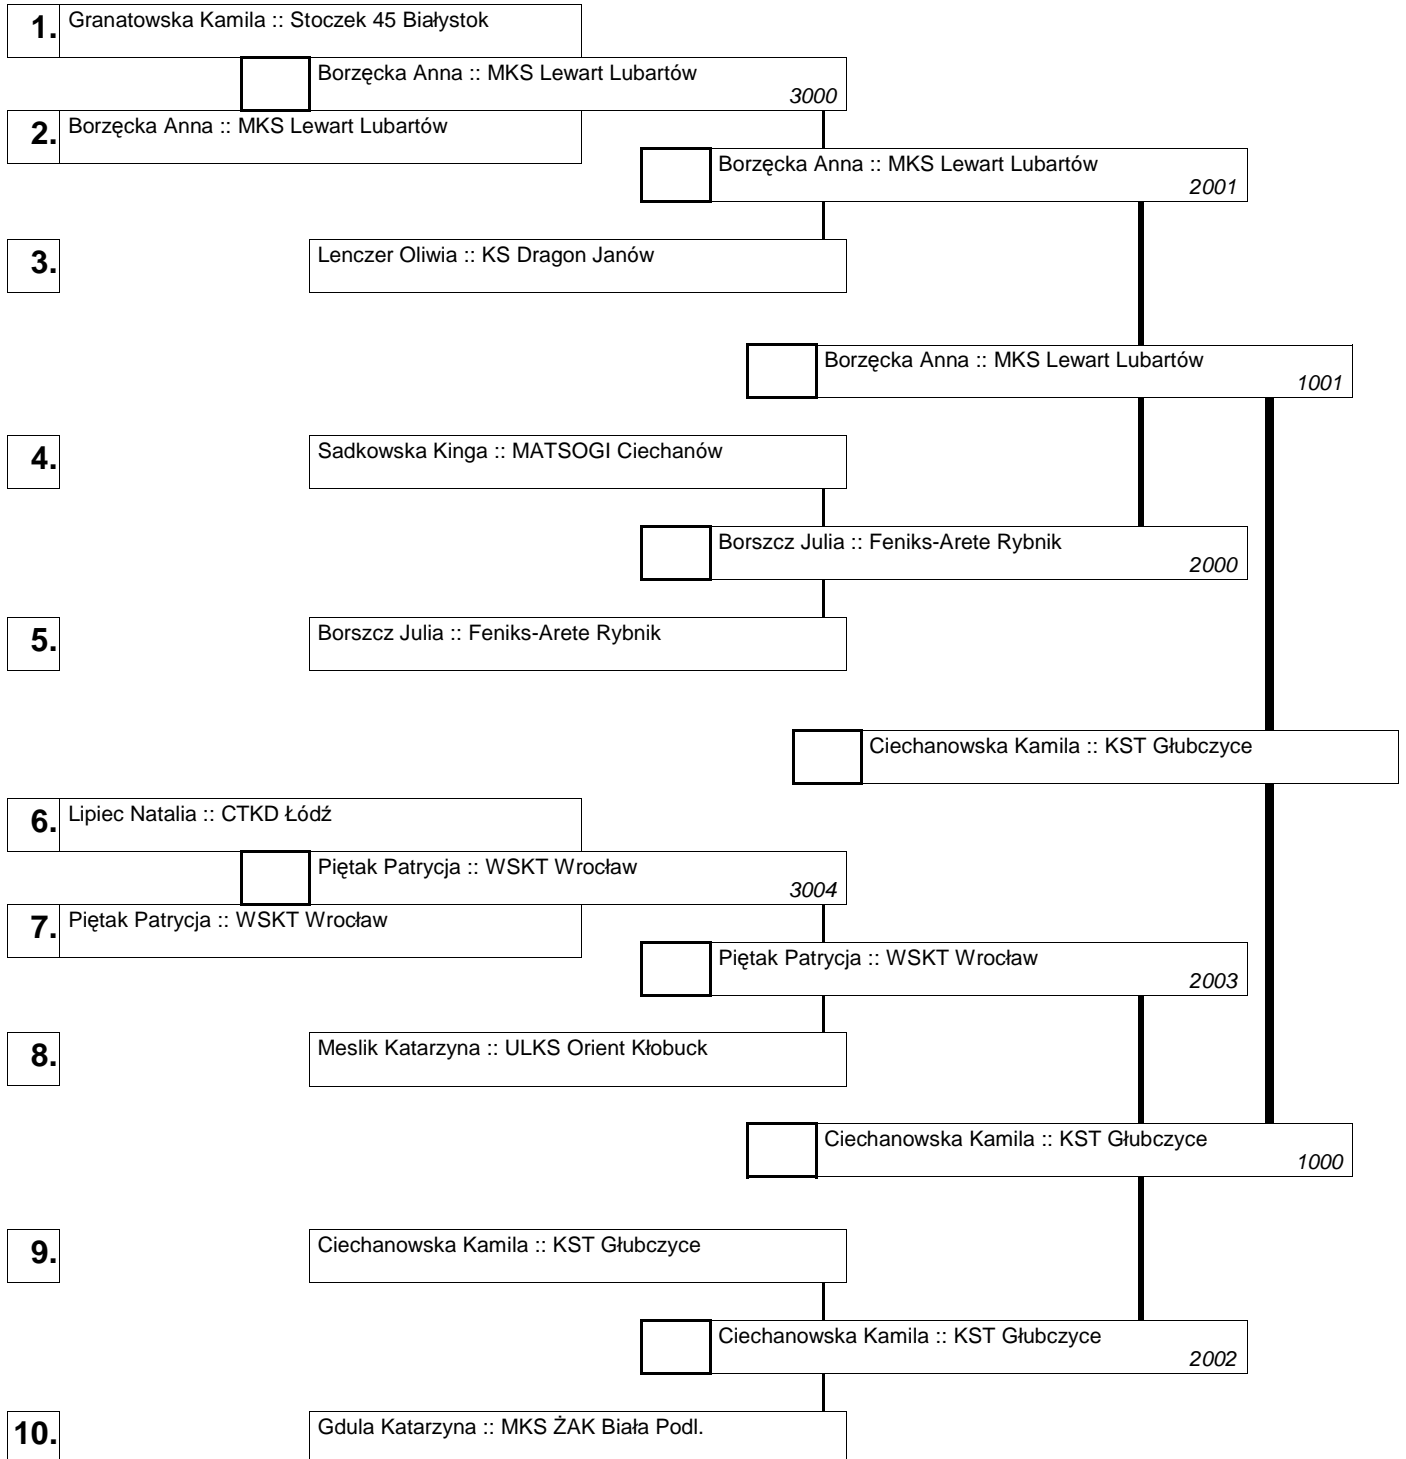 1. Granatowska Kamila :: Stoczek 45 Białystok
Borzęcka Anna :: MKS Lewart Lubartów
3000
2. Borzęcka Anna :: MKS Lewart Lubartów
Borzęcka Anna :: MKS Lewart Lubartów
2001
3. Lenczer Oliwia :: KS Dragon Janów
Borzęcka Anna :: MKS Lewart Lubartów
1001
4. Sadkowska Kinga :: MATSOGI Ciechanów
Borszcz Julia :: Feniks-Arete Rybnik
2000
5. Borszcz Julia :: Feniks-Arete Rybnik
Ciechanowska Kamila :: KST Głubczyce
6. Lipiec Natalia :: CTKD Łódź
Piętak Patrycja :: WSKT Wrocław
3004
7. Piętak Patrycja :: WSKT Wrocław
Piętak Patrycja :: WSKT Wrocław
2003
8. Meslik Katarzyna :: ULKS Orient Kłobuck
Ciechanowska Kamila :: KST Głubczyce
1000
9. Ciechanowska Kamila :: KST Głubczyce
Ciechanowska Kamila :: KST Głubczyce
2002
10. Gdula Katarzyna :: MKS ŻAK Biała Podl.